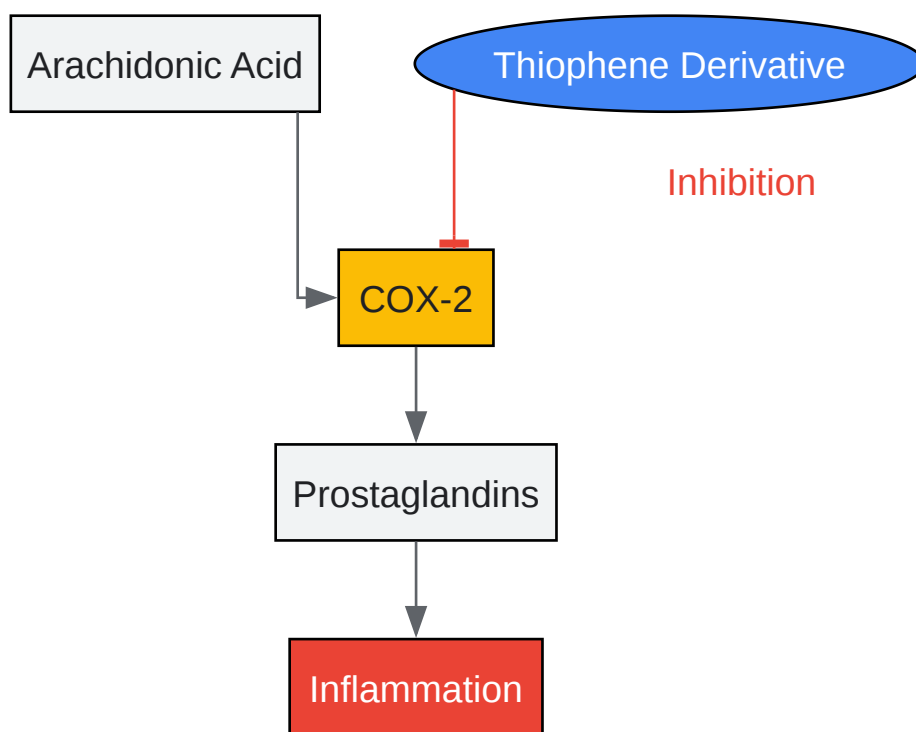 Arachidonic Acid
Thiophene Derivative
Inhibition
COX-2
Prostaglandins
Inflammation